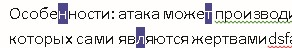 Особенности: атака может производи
которых сами являются жертвами dsfa